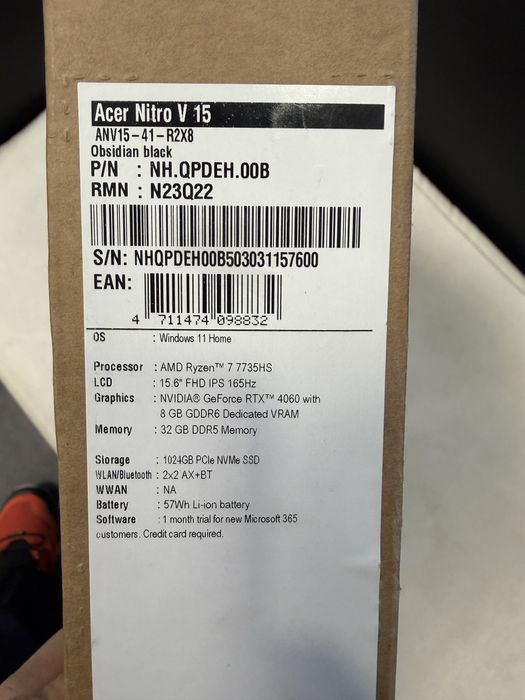 Acer Nitro V 15
ANV15-41-R2X8
Obsidian black
P/N : NH.QPDEH.00B
RMN : N23Q22
S/N: NHQPDEH00B503031157600
EAN:
4 711474 098832
OS : Windows 11 Home
Processor : AMD Ryzen™ 7 7735HS
LCD : 15.6" FHD IPS 165Hz
Graphics : NVIDIA® GeForce RTX™ 4060 with
8 GB GDDR6 Dedicated VRAM
Memory : 32 GB DDR5 Memory
Storage : 1024GB PCIe NVMe SSD
WLAN/Bluetooth : 2x2 AX+BT
WWAN : NA
Battery : 57Wh Li-ion battery
Software : 1 month trial for new Microsoft 365
customers. Credit card required.